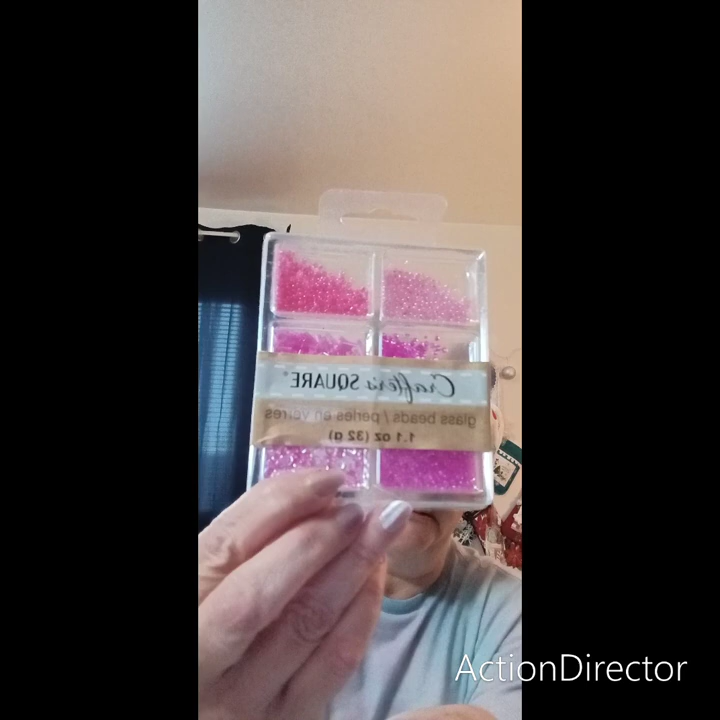 Crafter's SQUARE®
glass beads / perles en verres
1.1 oz (32 g)
ActionDirector